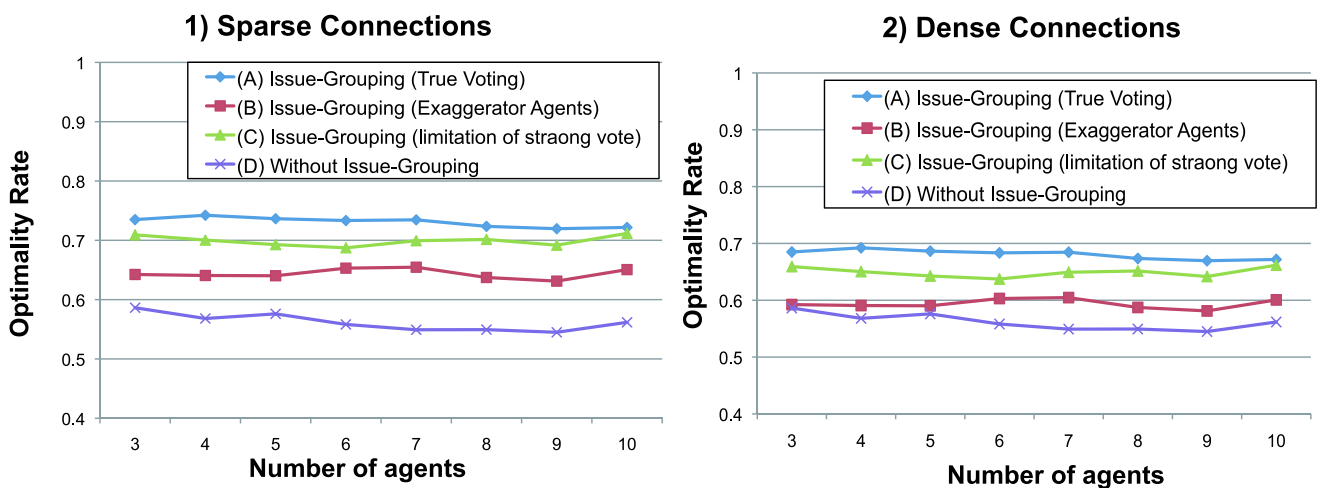 1) Sparse Connections
Optimality Rate
1
0.9
0.8
0.7
0.6
0.5
0.4
(A) Issue-Grouping (True Voting)
(B) Issue-Grouping (Exaggerator Agents)
(C) Issue-Grouping (limitation of straong vote)
(D) Without Issue-Grouping
3 4 5 6 7 8 9 10
Number of agents
2) Dense Connections
Optimality Rate
1
0.9
0.8
0.7
0.6
0.5
0.4
(A) Issue-Grouping (True Voting)
(B) Issue-Grouping (Exaggerator Agents)
(C) Issue-Grouping (limitation of straong vote)
(D) Without Issue-Grouping
3 4 5 6 7 8 9 10
Number of agents